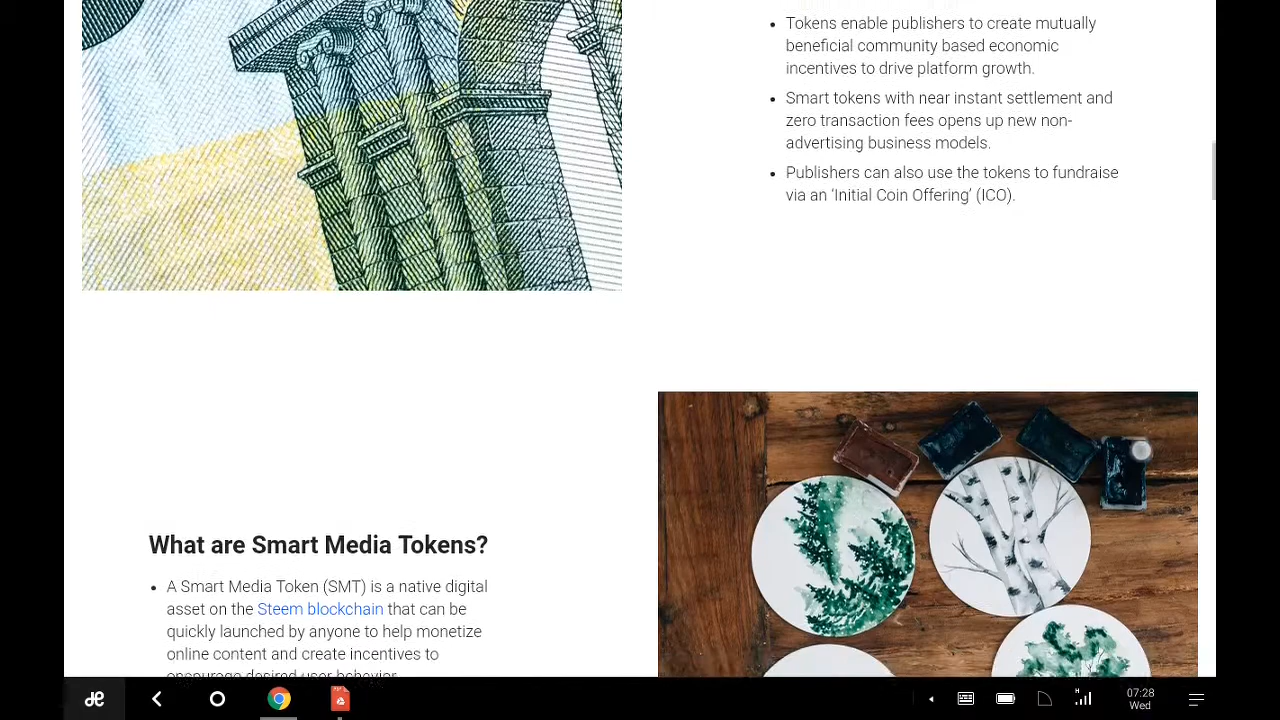 Tokens enable publishers to create mutually
beneficial community based economic
incentives to drive platform growth.
Smart tokens with near instant settlement and
zero transaction fees opens up new non-
advertising business models.
Publishers can also use the tokens to fundraise
via an ‘Initial Coin Offering’ (ICO).
What are Smart Media Tokens?
A Smart Media Token (SMT) is a native digital
asset on the Steem blockchain that can be
quickly launched by anyone to help monetize
online content and create incentives to
encourage desired user behavior.
H
07:28
Wed